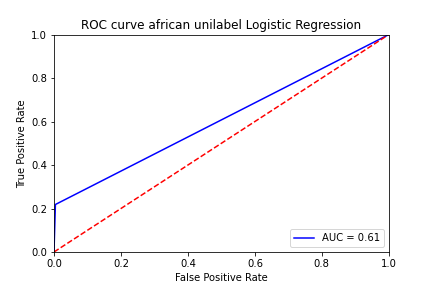 ROC curve african unilabel Logistic Regression
True Positive Rate
1.0
0.8
0.6
0.4
0.2
0.0
AUC = 0.61
0.0 0.2 0.4 0.6 0.8 1.0
False Positive Rate